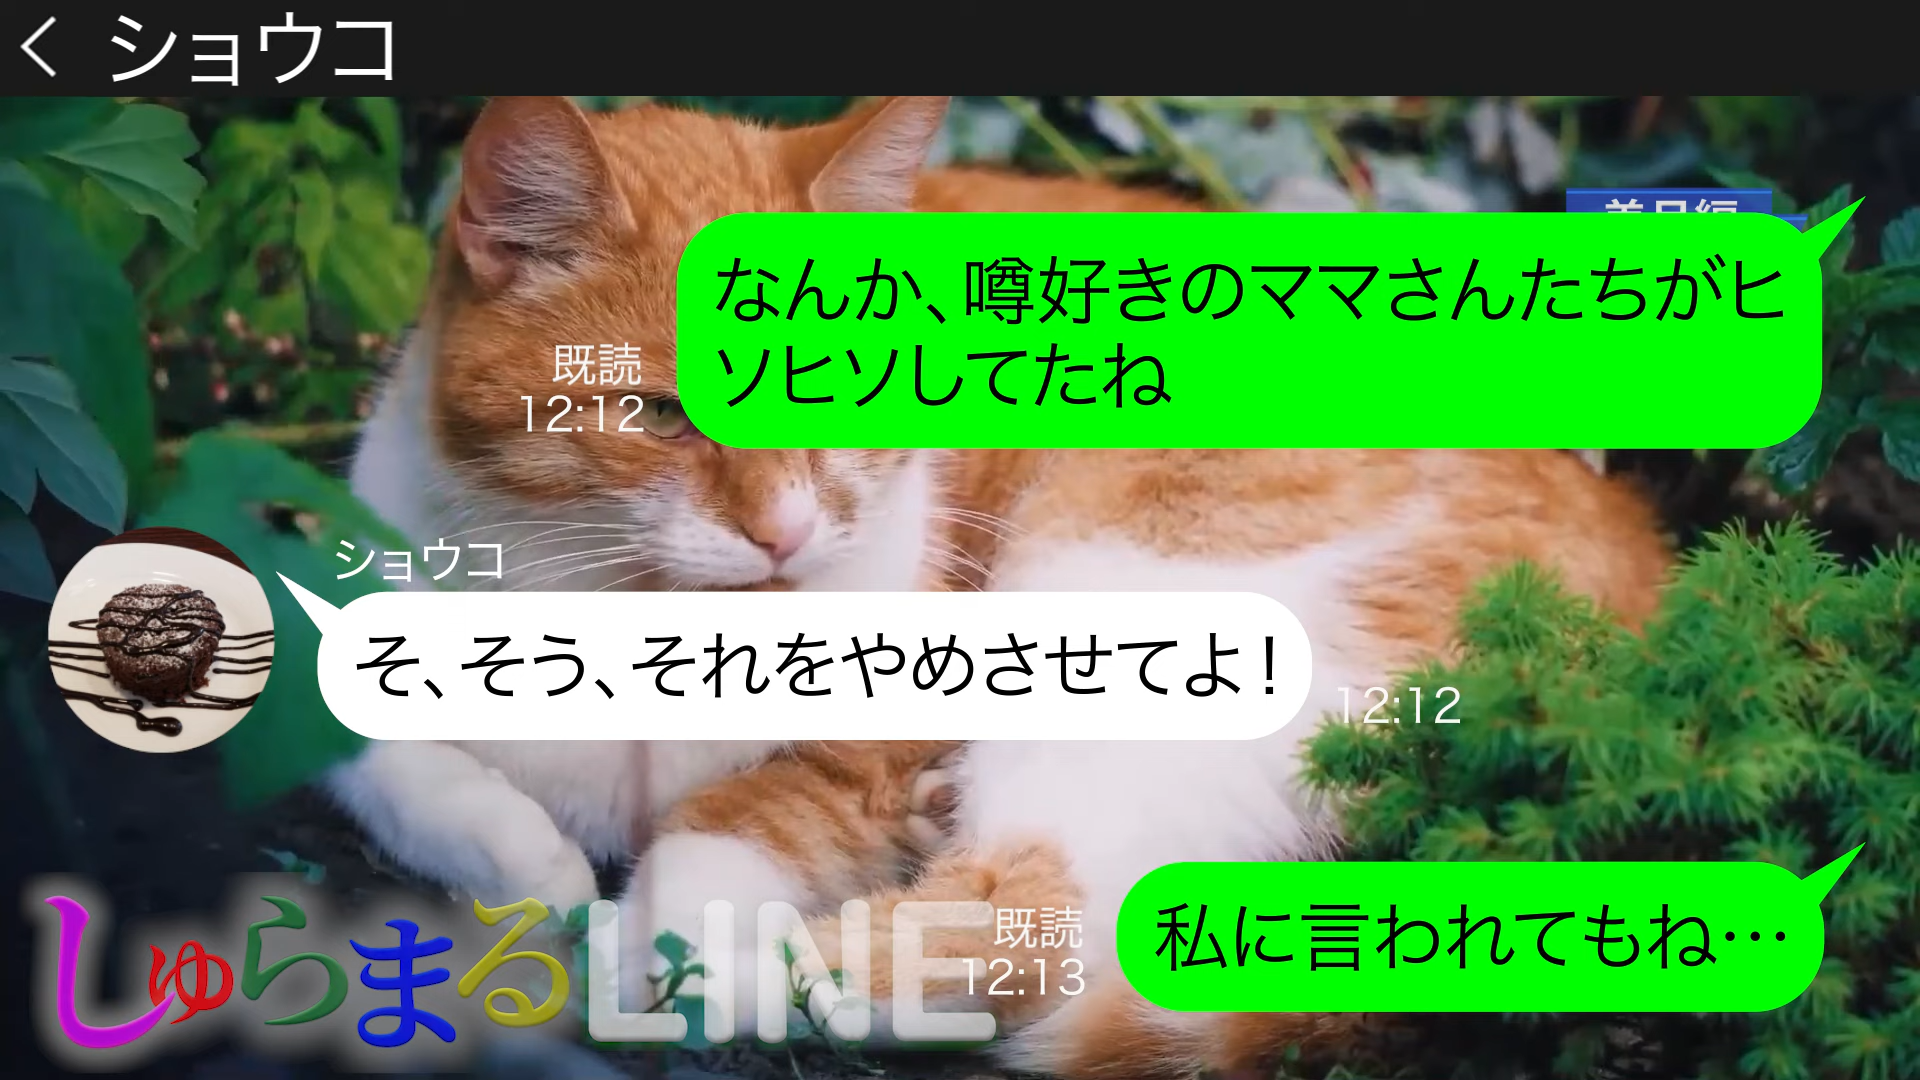 ショウコ
なんか、噂好きのママさんたちがヒ
ソヒソしてたね
既読
12:12
ショウコ
そ、そう、それをやめさせてよ！
12:12
私に言われてもね…
既読
12:13
しゅらまるLINE